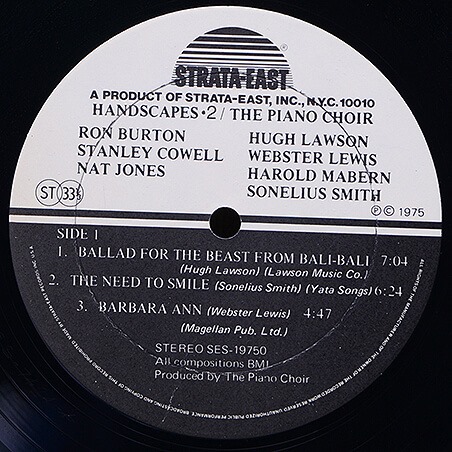 STRATA-EAST ®
A PRODUCT OF STRATA-EAST, INC., N.Y.C. 10010
HANDSCAPES • 2 / THE PIANO CHOIR
RON BURTON
STANLEY COWELL
NAT JONES
HUGH LAWSON
WEBSTER LEWIS
HAROLD MABERN
SONELIUS SMITH
ST 33⅓
Ⓟ © 1975
SIDE 1
1. BALLAD FOR THE BEAST FROM BALI-BALI 7:04
(Hugh Lawson) (Lawson Music Co.)
2. THE NEED TO SMILE (Sonelius Smith) (Yata Songs) 6:24
3. BARBARA ANN (Webster Lewis) 4:47
(Magellan Pub. Ltd.)
STEREO SES-19750
All compositions BMI
Produced by The Piano Choir